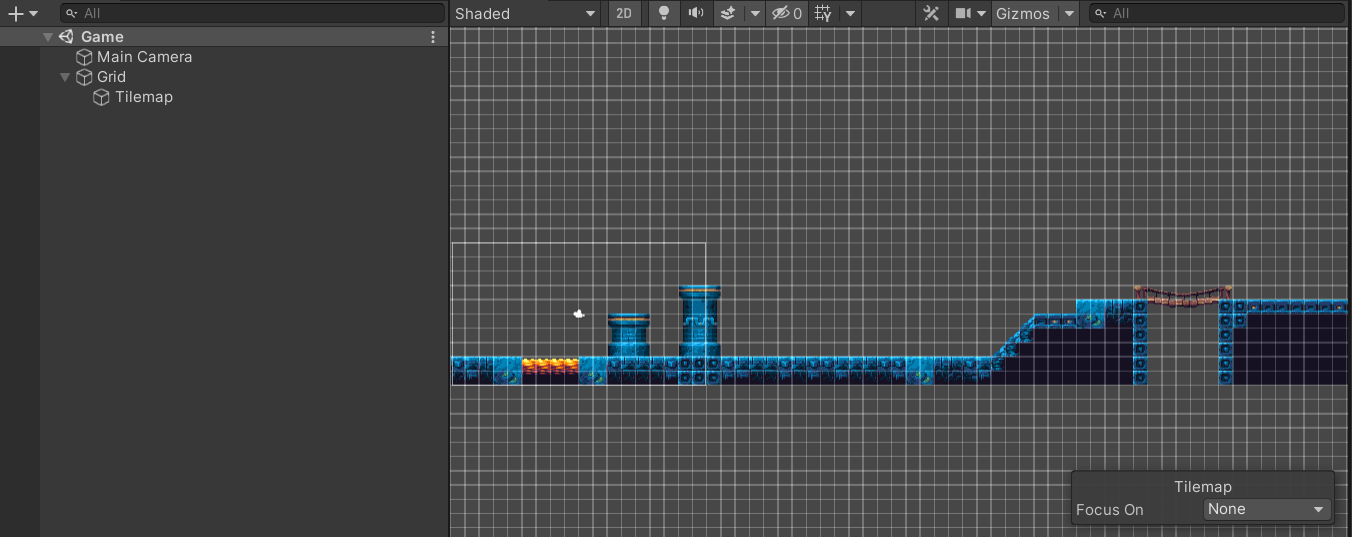 All
Shaded
2D
0
Gizmos
All
Game
Main Camera
Grid
Tilemap
Tilemap
Focus On
None